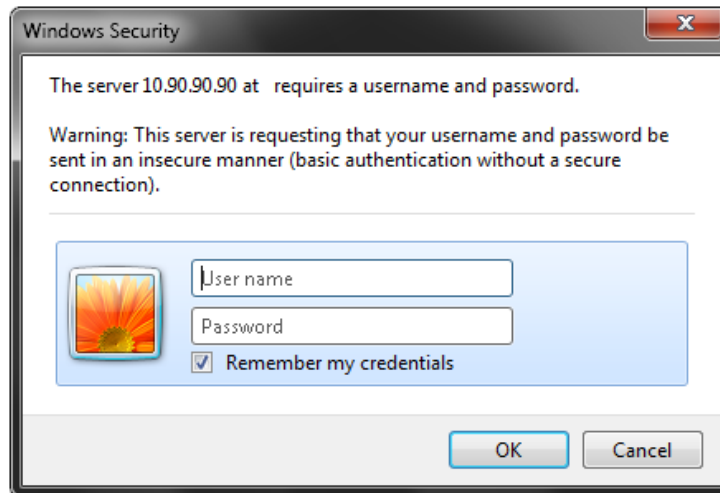 Windows Security
The server 10.90.90.90 at   requires a username and password.
Warning: This server is requesting that your username and password be
sent in an insecure manner (basic authentication without a secure
connection).
User name
Password
Remember my credentials
OK
Cancel